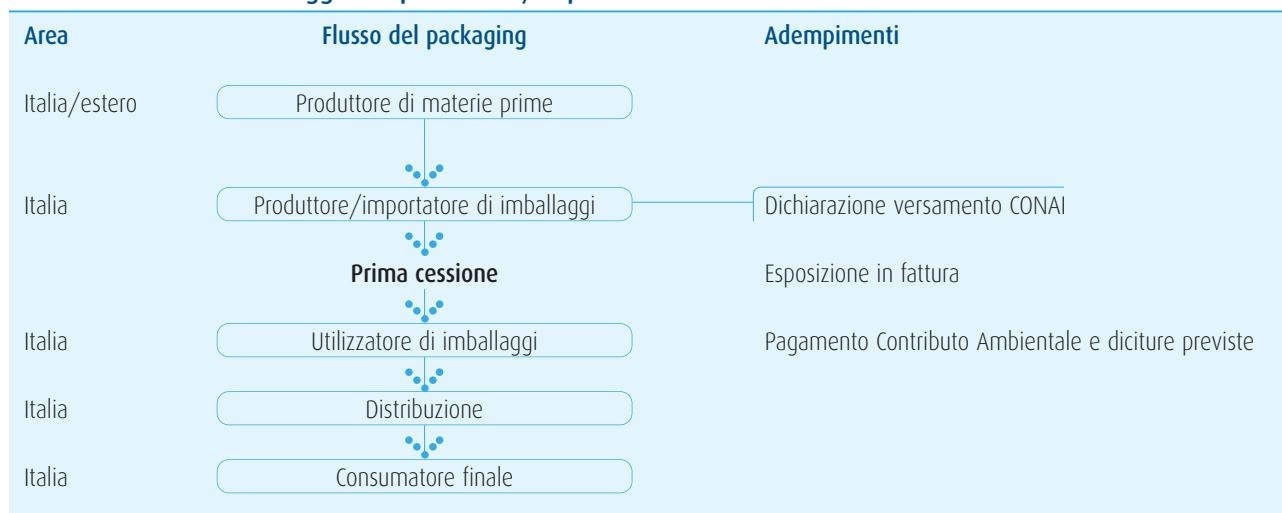 Area Flusso del packaging Adempimenti
Italia/estero Produttore di materie prime
Italia Produttore/importatore di imballaggi Dichiarazione versamento CONAI
Prima cessione Esposizione in fattura
Italia Utilizzatore di imballaggi Pagamento Contributo Ambientale e diciture previste
Italia Distribuzione
Italia Consumatore finale